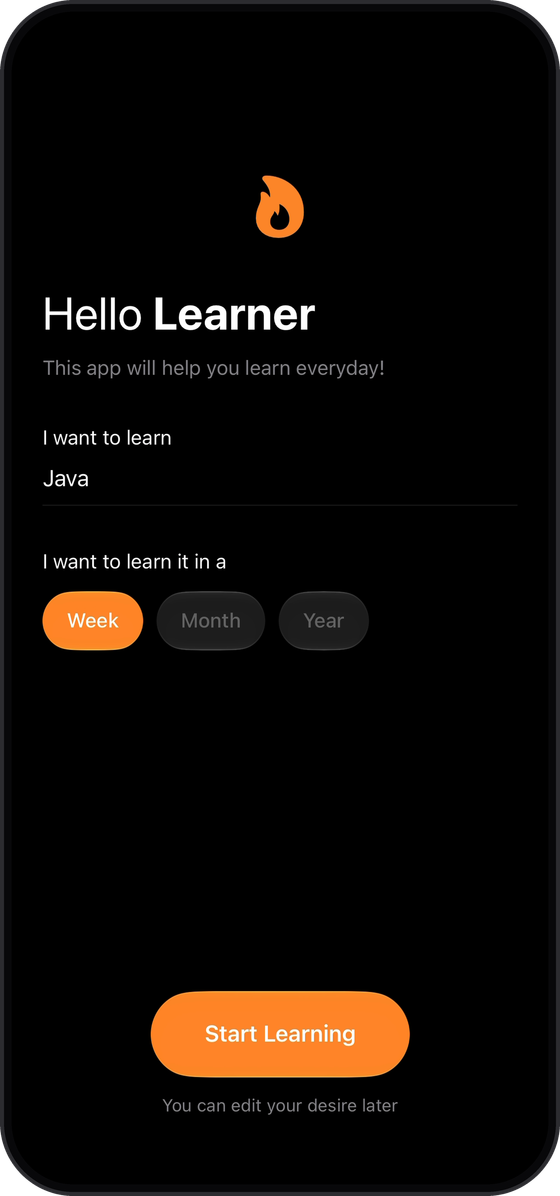 Hello Learner
This app will help you learn everyday!
I want to learn
Java
I want to learn it in a
Week Month Year
Start Learning
You can edit your desire later